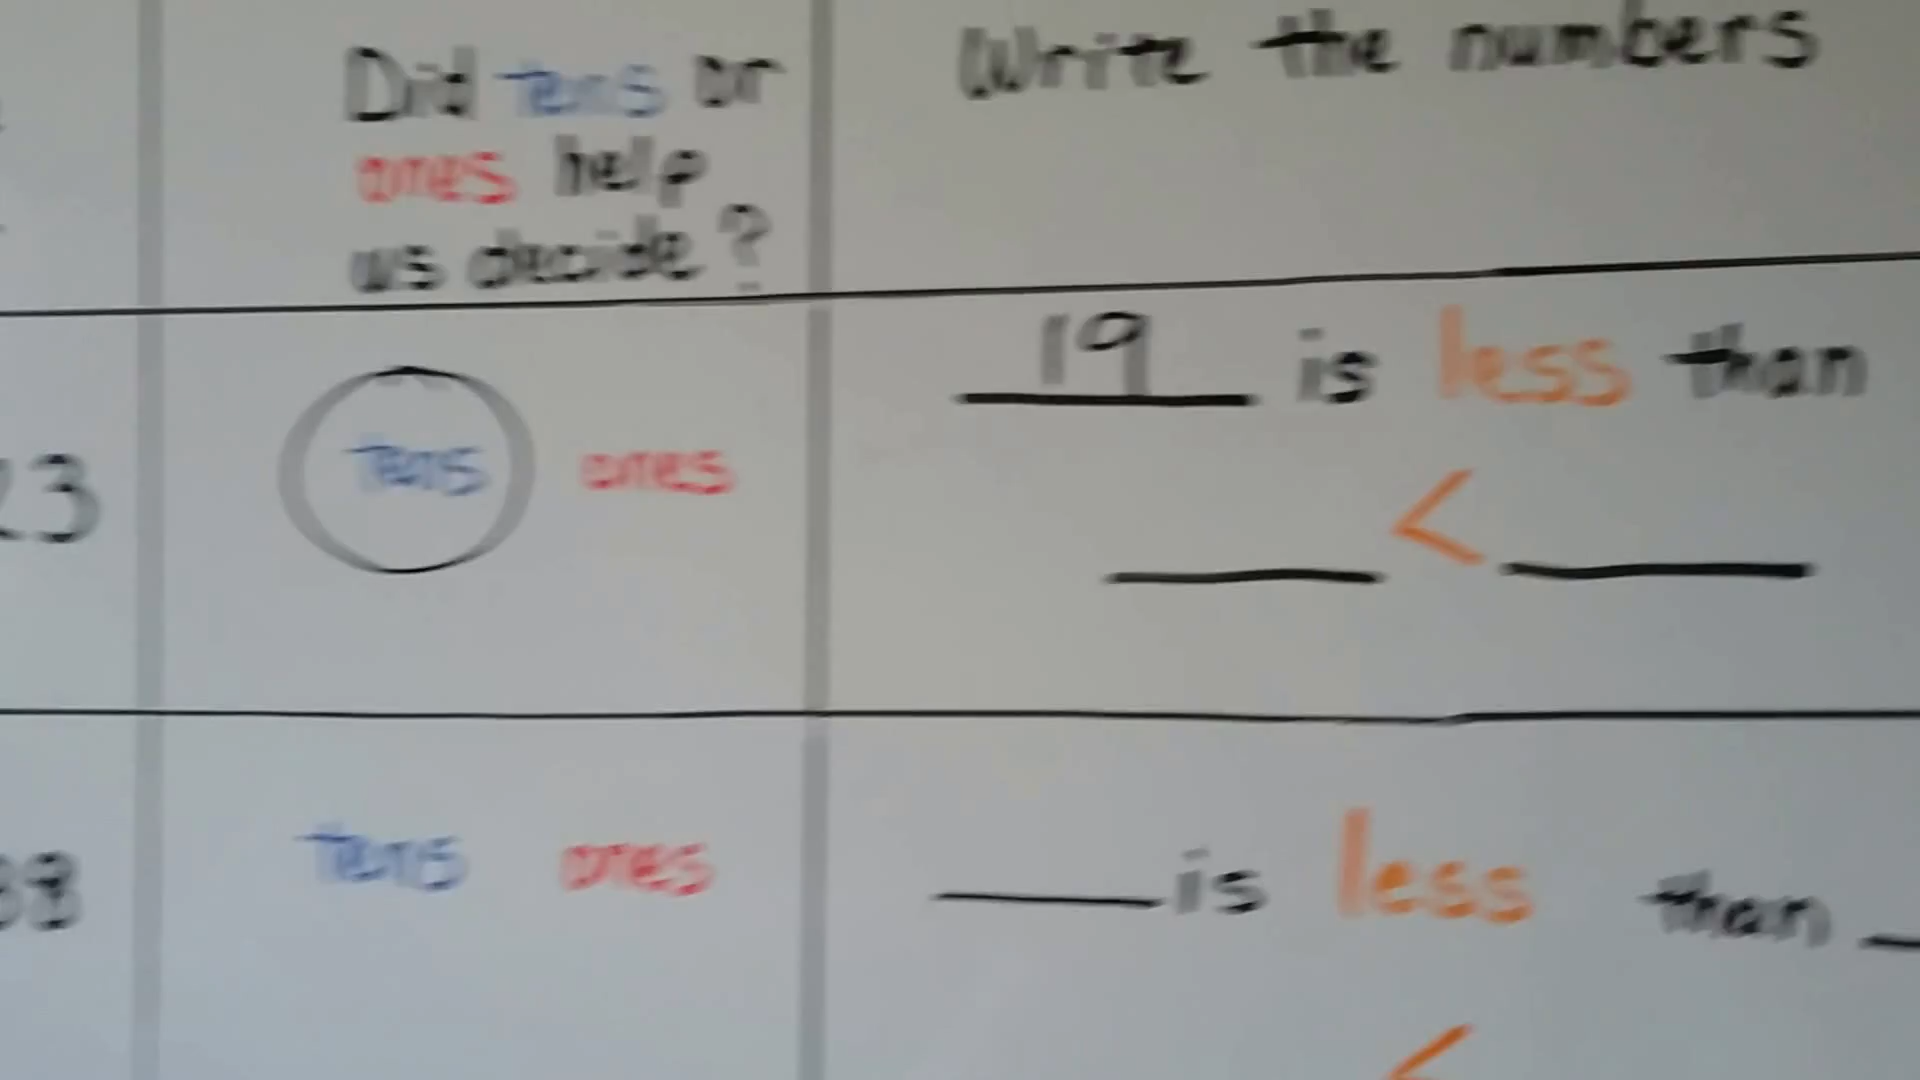 Did tens or
ones help
us decide?
Write the numbers
23
tens ones
19 is less than
<
38
tens ones
is less than
<